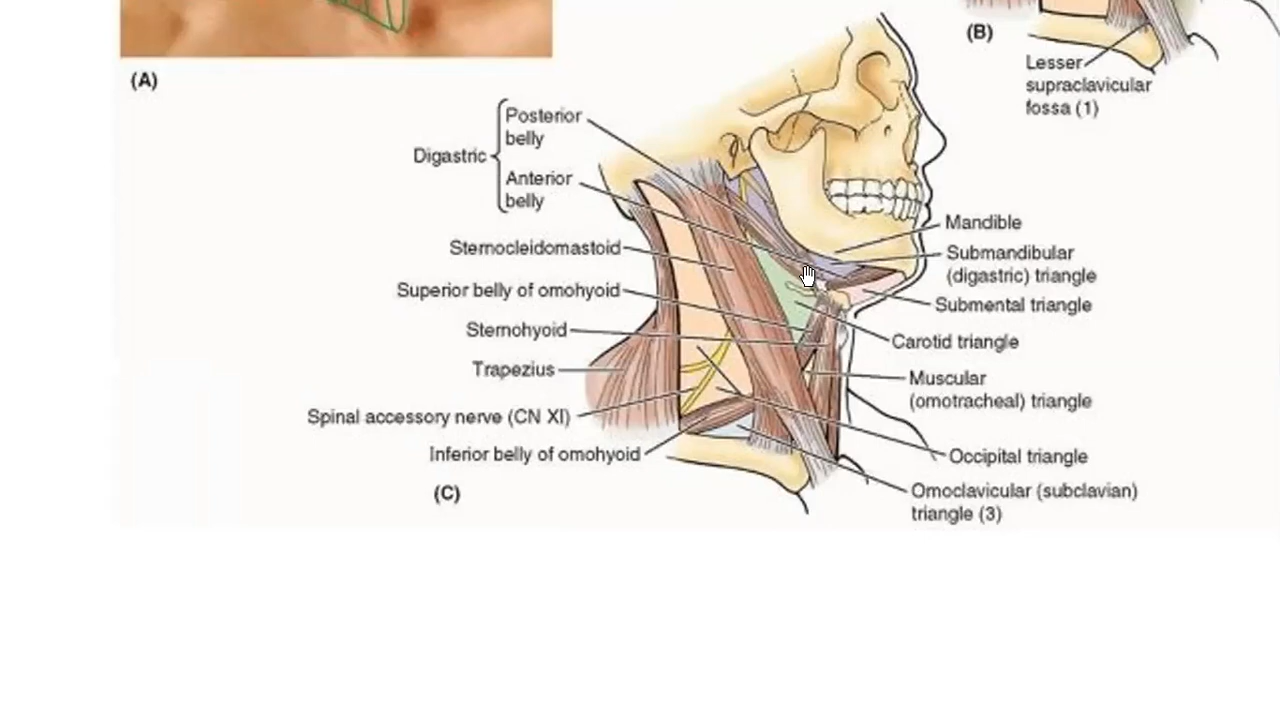 (A)
(B)
Lesser
supraclavicular
fossa (1)
Digastric
Posterior
belly
Anterior
belly
Sternocleidomastoid
Superior belly of omohyoid
Sternohyoid
Trapezius
Spinal accessory nerve (CN XI)
Inferior belly of omohyoid
(C)
Mandible
Submandibular
(digastric) triangle
Submental triangle
Carotid triangle
Muscular
(omotracheal) triangle
Occipital triangle
Omoclavicular (subclavian)
triangle (3)